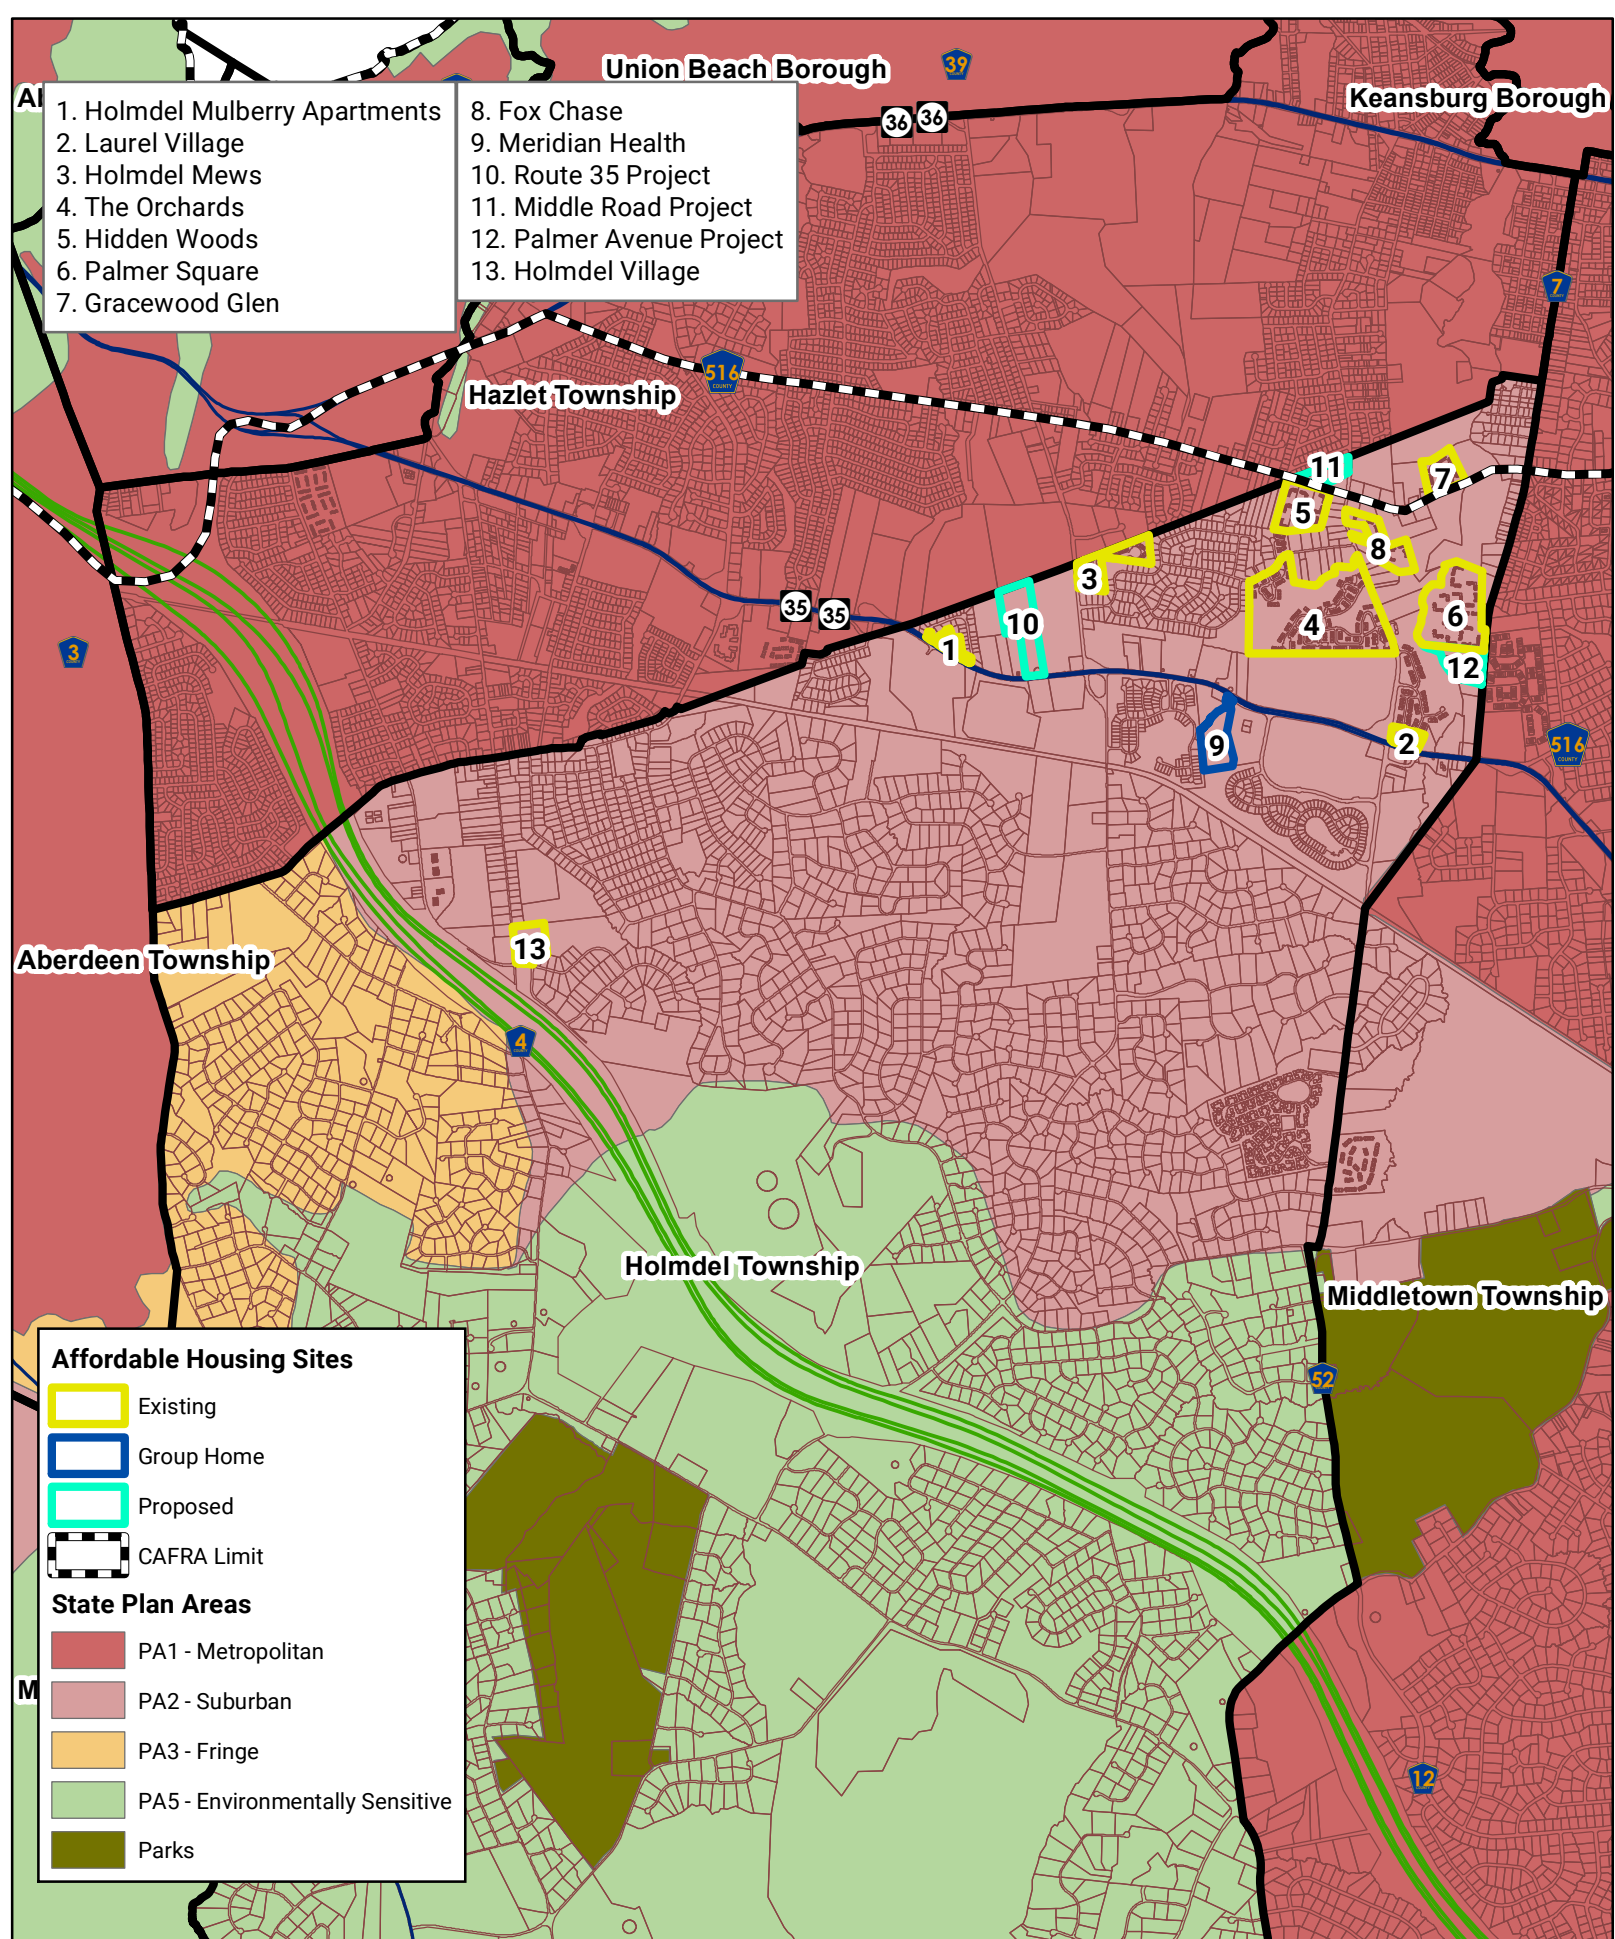 Union Beach Borough
39
Keansburg Borough
36
36
Al
1. Holmdel Mulberry Apartments
2. Laurel Village
3. Holmdel Mews
4. The Orchards
5. Hidden Woods
6. Palmer Square
7. Gracewood Glen
8. Fox Chase
9. Meridian Health
10. Route 35 Project
11. Middle Road Project
12. Palmer Avenue Project
13. Holmdel Village
7
COUNTY
516
COUNTY
Hazlet Township
11
7
5
8
3
4
6
10
1
12
35
35
3
9
2
516
COUNTY
13
Aberdeen Township
4
Holmdel Township
Middletown Township
52
12
M
Affordable Housing Sites
Existing
Group Home
Proposed
CAFRA Limit
State Plan Areas
PA1 - Metropolitan
PA2 - Suburban
PA3 - Fringe
PA5 - Environmentally Sensitive
Parks